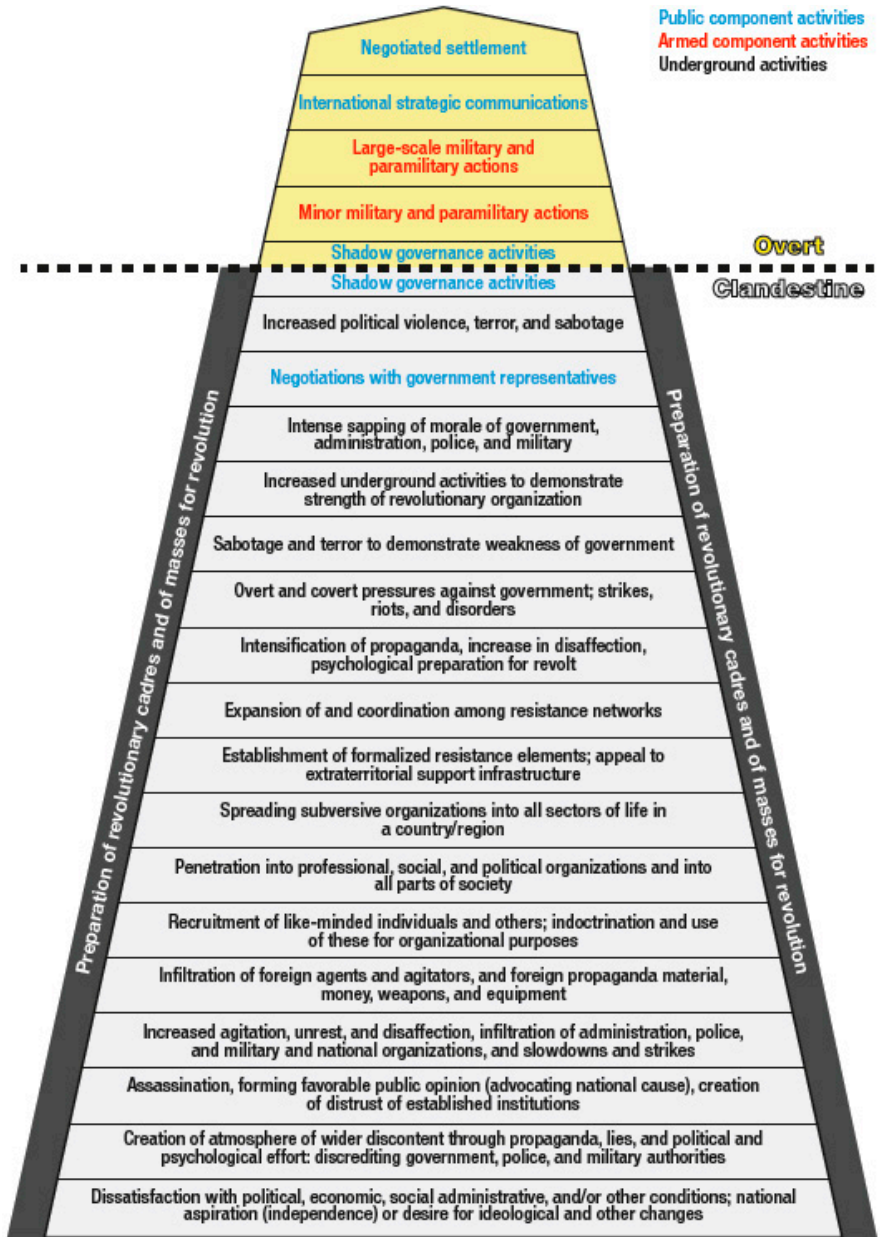 Public component activities
Armed component activities
Underground activities
Negotiated settlement
International strategic communications
Large-scale military and
paramilitary actions
Minor military and paramilitary actions
Shadow governance activities
Overt
Clandestine
Shadow governance activities
Increased political violence, terror, and sabotage
Negotiations with government representatives
Intense sapping of morale of government,
administration, police, and military
Increased underground activities to demonstrate
strength of revolutionary organization
Sabotage and terror to demonstrate weakness of government
Overt and covert pressures against government; strikes,
riots, and disorders
Intensification of propaganda, increase in disaffection,
psychological preparation for revolt
Expansion of and coordination among resistance networks
Establishment of formalized resistance elements; appeal to
extraterritorial support infrastructure
Spreading subversive organizations into all sectors of life in
a country/region
Penetration into professional, social, and political organizations and into
all parts of society
Recruitment of like-minded individuals and others; indoctrination and use
of these for organizational purposes
Infiltration of foreign agents and agitators, and foreign propaganda material,
money, weapons, and equipment
Increased agitation, unrest, and disaffection, infiltration of administration, police,
and military and national organizations, and slowdowns and strikes
Assassination, forming favorable public opinion (advocating national cause), creation
of distrust of established institutions
Creation of atmosphere of wider discontent through propaganda, lies, and political and
psychological effort: discrediting government, police, and military authorities
Dissatisfaction with political, economic, social administrative, and/or other conditions; national
aspiration (independence) or desire for ideological and other changes
Preparation of revolutionary cadres and of masses for revolution
Preparation of revolutionary cadres and of masses for revolution